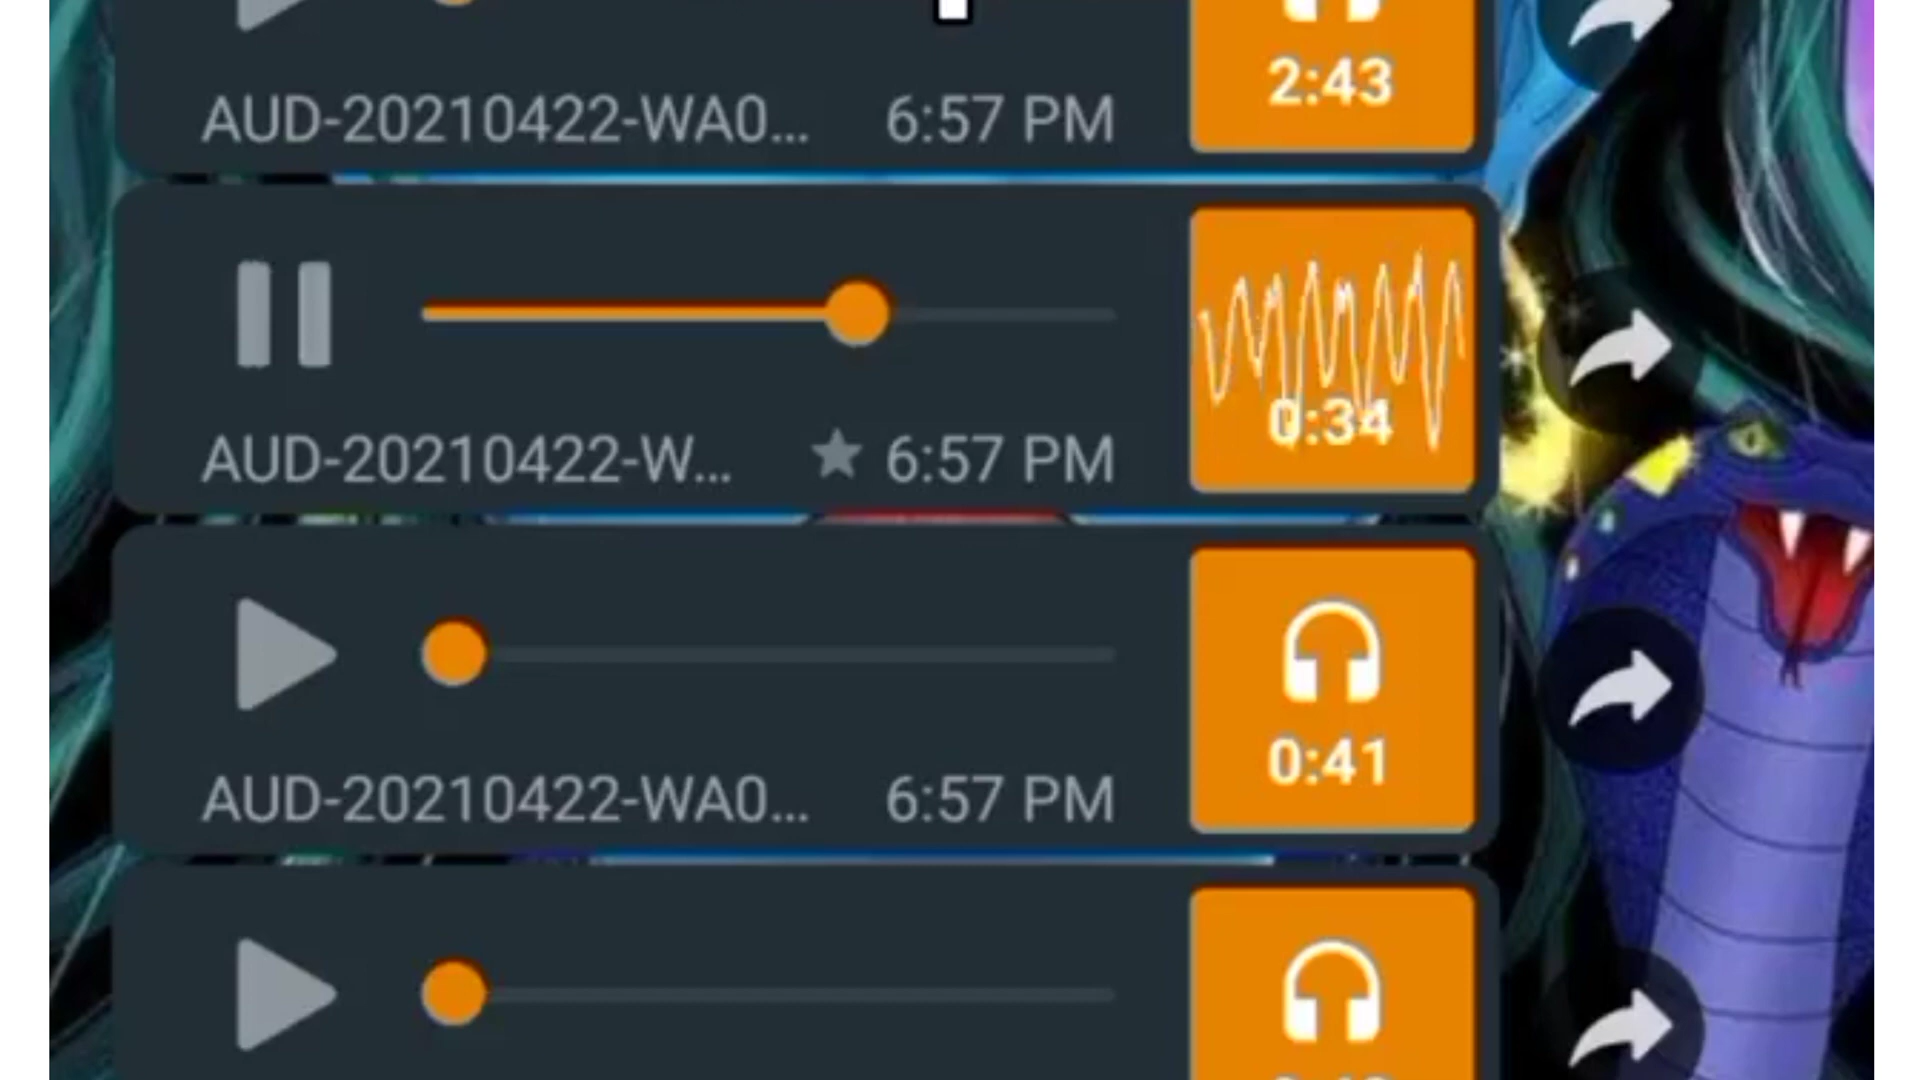 2:43
AUD-20210422-WA0... 6:57 PM
0:34
AUD-20210422-W... ★ 6:57 PM
0:41
AUD-20210422-WA0... 6:57 PM